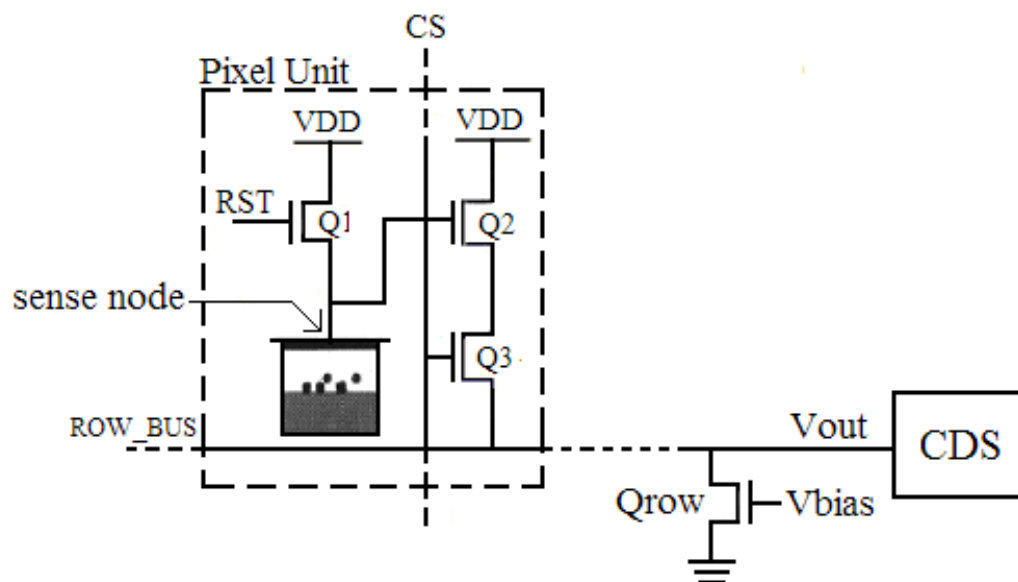 CS
Pixel Unit
VDD
VDD
RST
Q1
Q2
sense node
Q3
ROW_BUS
Vout
CDS
Qrow
Vbias